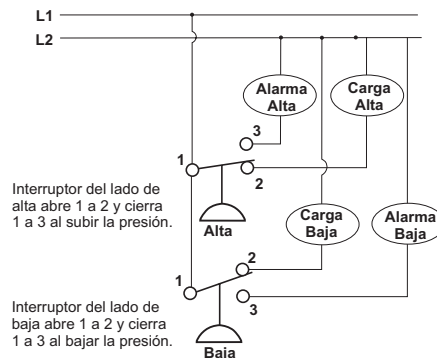 L1
L2
Alarma
Alta
Carga
Alta
3
1
2
Interruptor del lado de
alta abre 1 a 2 y cierra
1 a 3 al subir la presión.
Alta
Carga
Baja
Alarma
Baja
2
1
3
Interruptor del lado de
baja abre 1 a 2 y cierra
1 a 3 al bajar la presión.
Baja